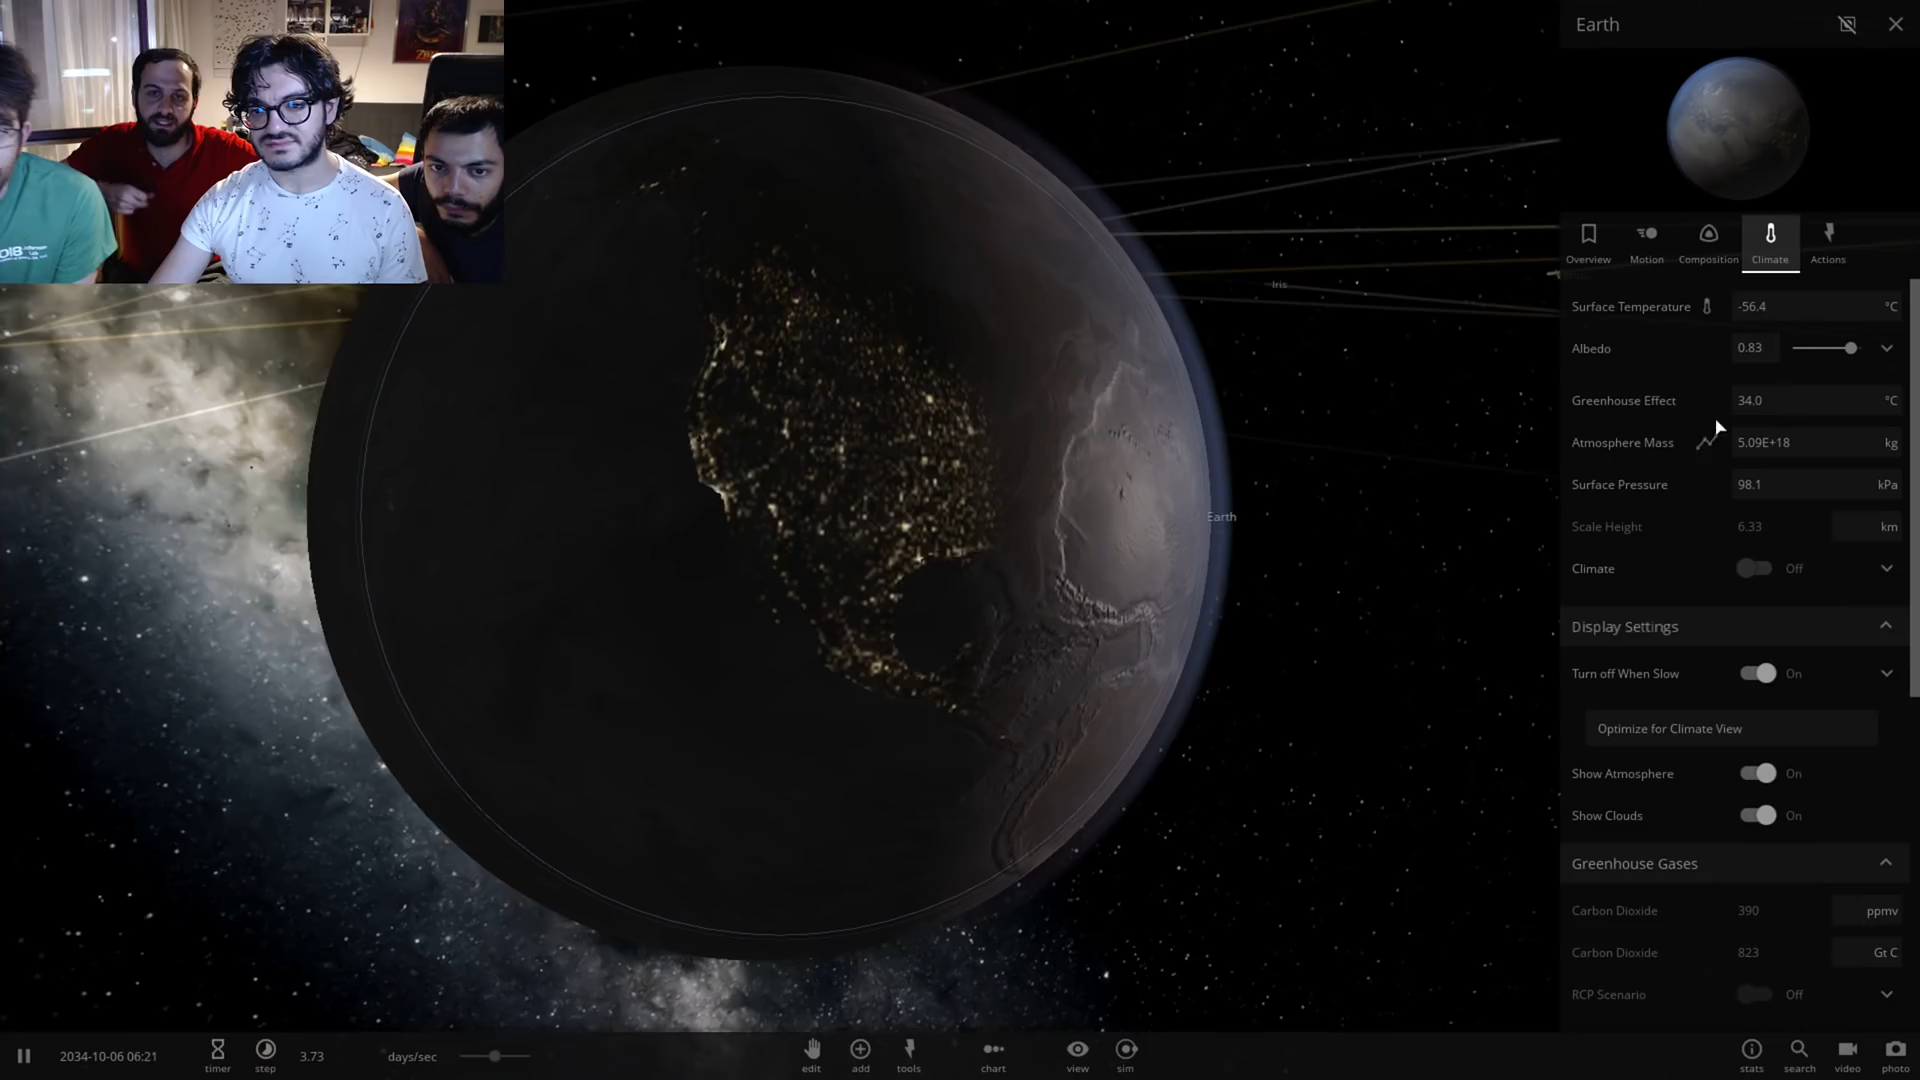 Earth
Overview
Motion
Composition
Climate
Actions
Surface Temperature -56.4 °C
Albedo 0.83
Greenhouse Effect 34.0 °C
Atmosphere Mass 5.09E+18 kg
Surface Pressure 98.1 kPa
Scale Height 6.33 km
Climate Off
Display Settings
Turn off When Slow On
Optimize for Climate View
Show Atmosphere On
Show Clouds On
Greenhouse Gases
Carbon Dioxide 390 ppmv
Carbon Dioxide 823 Gt C
RCP Scenario Off
Iris
Earth
2034-10-06 06:21
timer
step
3.73 days/sec
edit
add
tools
chart
view
sim
stats
search
video
photo